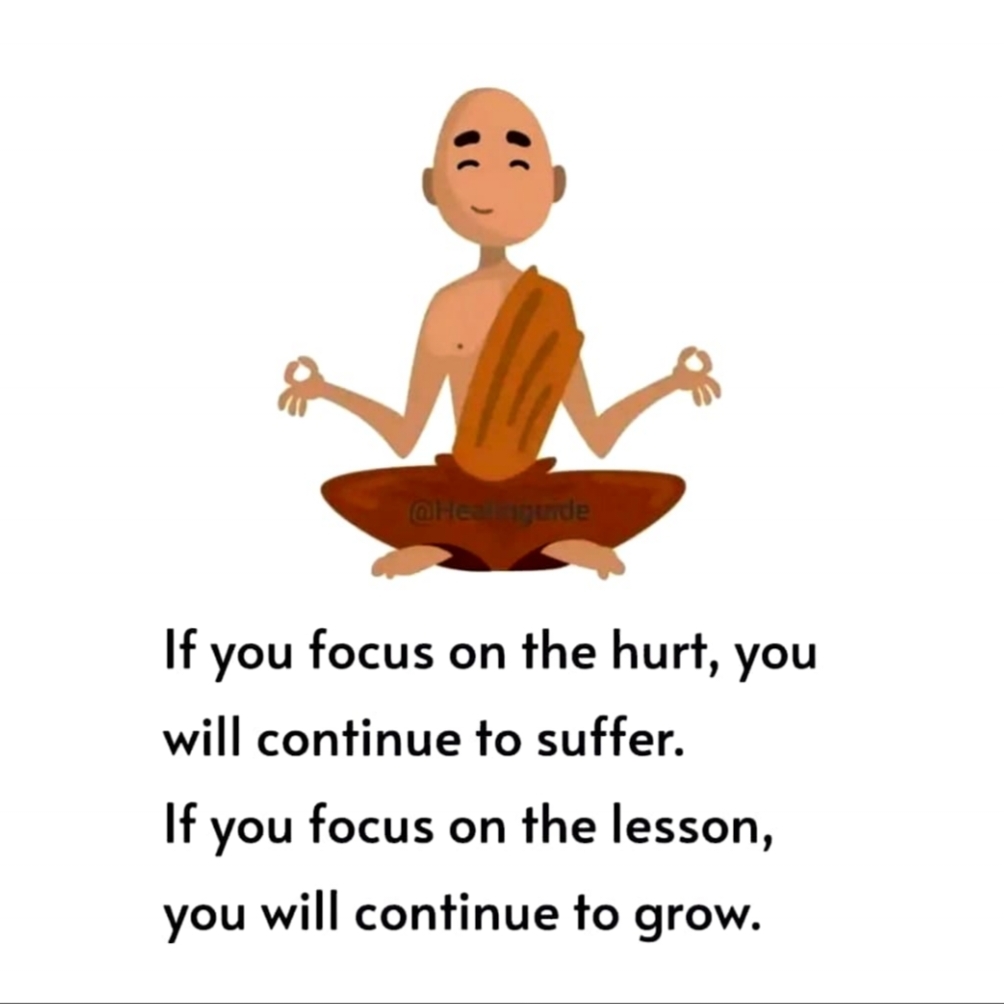 @Healinguide
If you focus on the hurt, you
will continue to suffer.
If you focus on the lesson,
you will continue to grow.